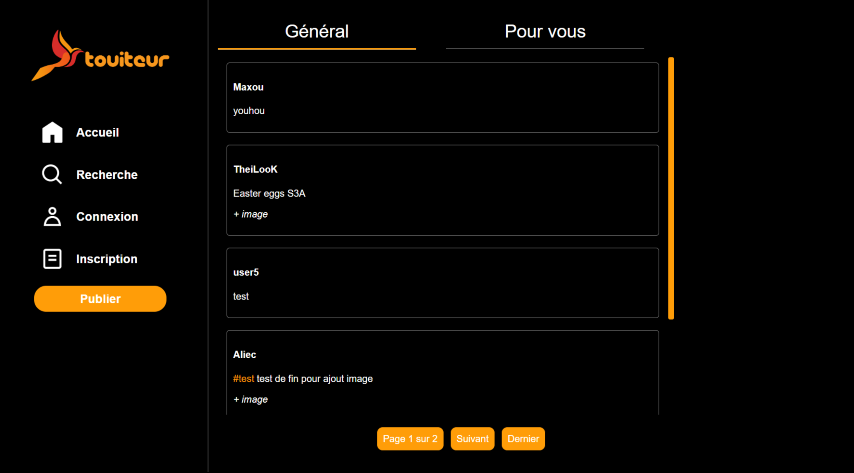 touiteur
Accueil
Recherche
Connexion
Inscription
Publier
Général
Pour vous
Maxou
youhou
TheiLooK
Easter eggs S3A
+ image
user5
test
Aliec
#test test de fin pour ajout image
+ image
Page 1 sur 2
Suivant
Dernier